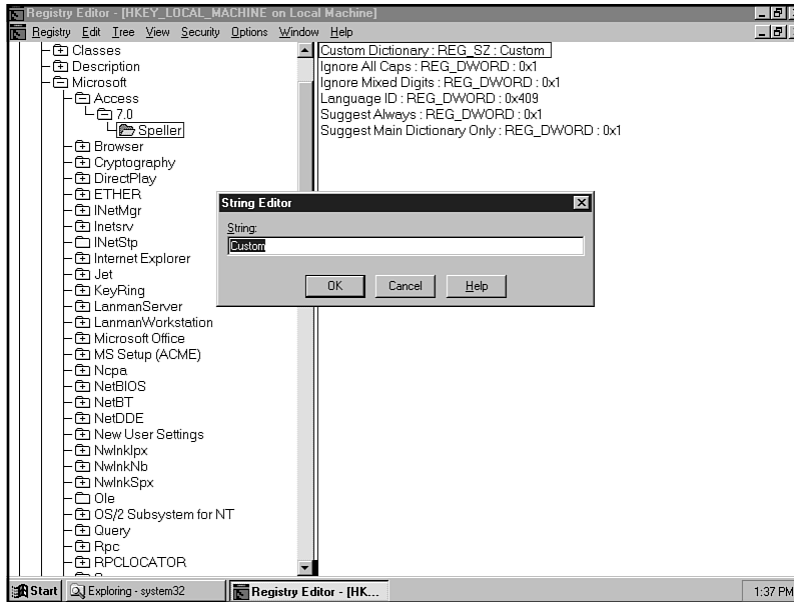 Registry Editor - [HKEY_LOCAL_MACHINE on Local Machine]
Registry Edit Tree View Security Options Window Help
Classes
Description
Microsoft
Access
7.0
Speller
Browser
Cryptography
DirectPlay
ETHER
INetMgr
Inetsrv
INetStp
Internet Explorer
Jet
KeyRing
LanmanServer
LanmanWorkstation
Microsoft Office
MS Setup (ACME)
Ncpa
NetBIOS
NetBT
NetDDE
New User Settings
NwlnkIpx
NwlnkNb
NwlnkSpx
Ole
OS/2 Subsystem for NT
Query
Rpc
RPCLOCATOR
Custom Dictionary : REG_SZ : Custom
Ignore All Caps : REG_DWORD : 0x1
Ignore Mixed Digits : REG_DWORD : 0x1
Language ID : REG_DWORD : 0x409
Suggest Always : REG_DWORD : 0x1
Suggest Main Dictionary Only : REG_DWORD : 0x1
String Editor
String:
Custom
OK Cancel Help
Start Exploring - system32 Registry Editor - [HK... 1:37 PM